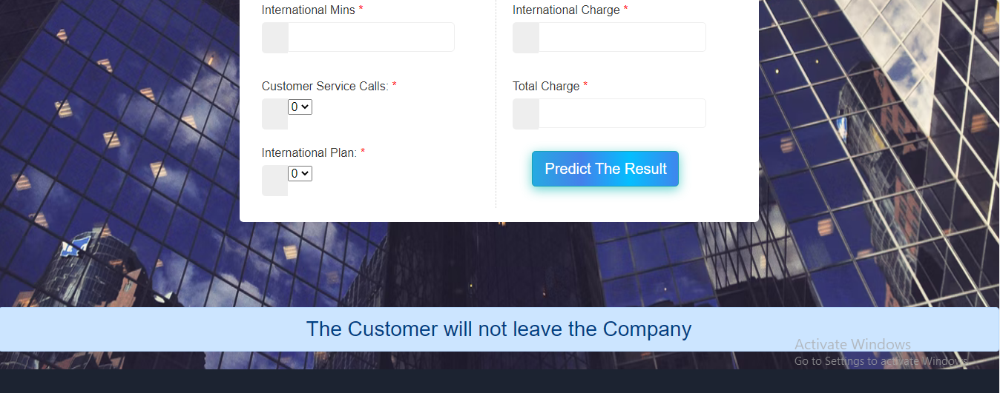 International Mins *
International Charge *
Customer Service Calls: *
0
Total Charge *
International Plan: *
0
Predict The Result
The Customer will not leave the Company
Activate Windows
Go to Settings to activate Windows.